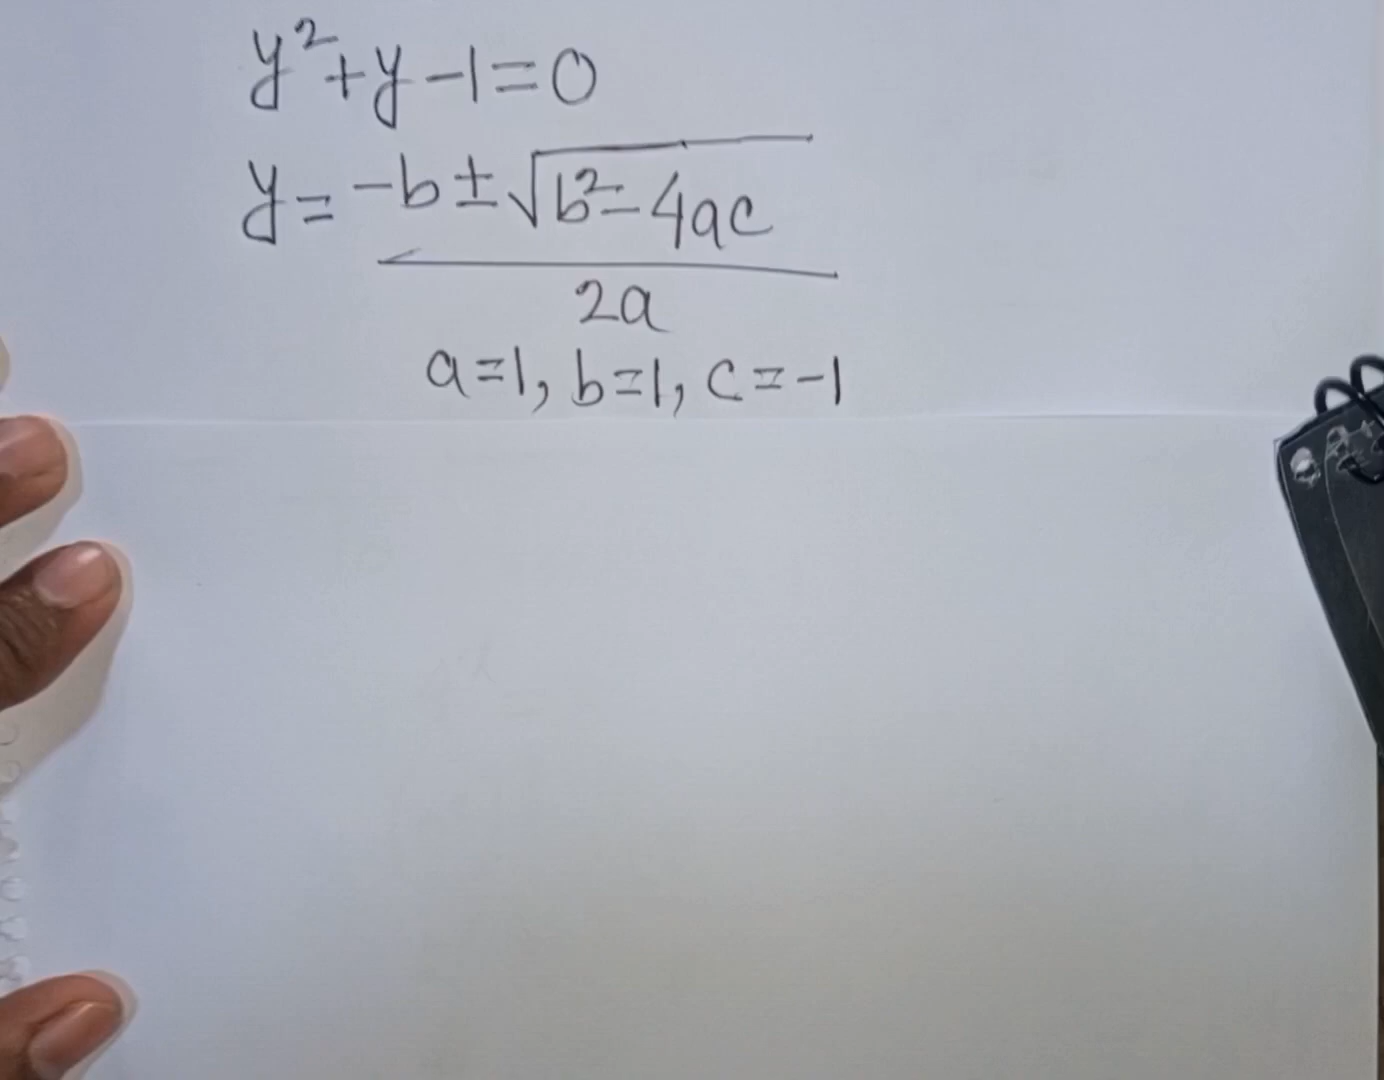 y²+y-1=0
y=-b±√b²-4ac
2a
a=1, b=1, c=-1